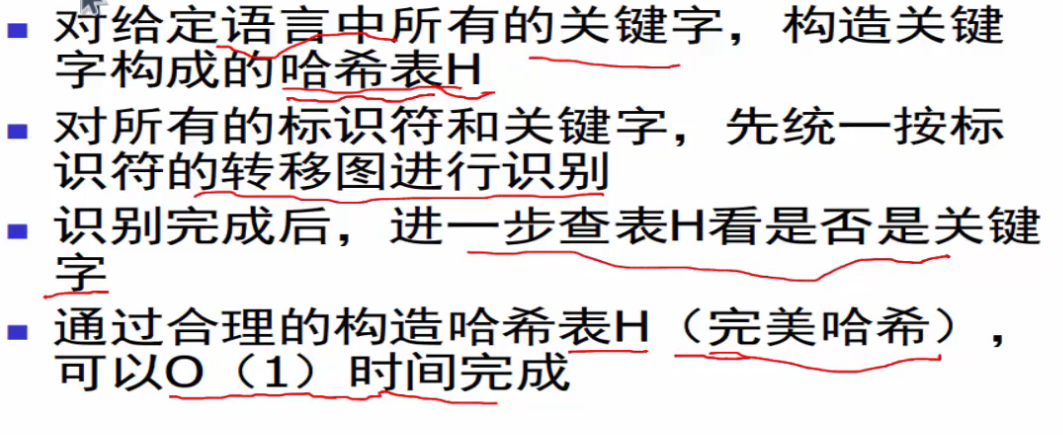 对给定语言中所有的关键字，构造关键
字构成的哈希表H
对所有的标识符和关键字，先统一按标
识符的转移图进行识别
识别完成后，进一步查表H看是否是关键
字
通过合理的构造哈希表H（完美哈希），
可以O（1）时间完成